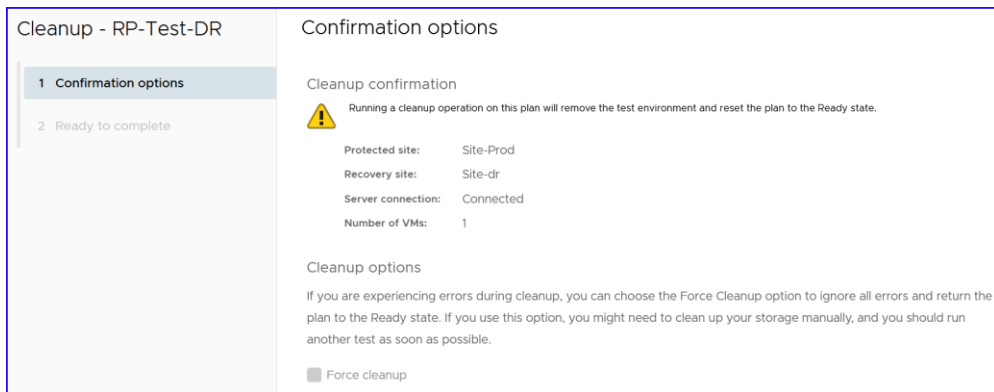 Cleanup - RP-Test-DR
1 Confirmation options
2 Ready to complete
Confirmation options
Cleanup confirmation
Running a cleanup operation on this plan will remove the test environment and reset the plan to the Ready state.
Protected site: Site-Prod
Recovery site: Site-dr
Server connection: Connected
Number of VMs: 1
Cleanup options
If you are experiencing errors during cleanup, you can choose the Force Cleanup option to ignore all errors and return the
plan to the Ready state. If you use this option, you might need to clean up your storage manually, and you should run
another test as soon as possible.
Force cleanup